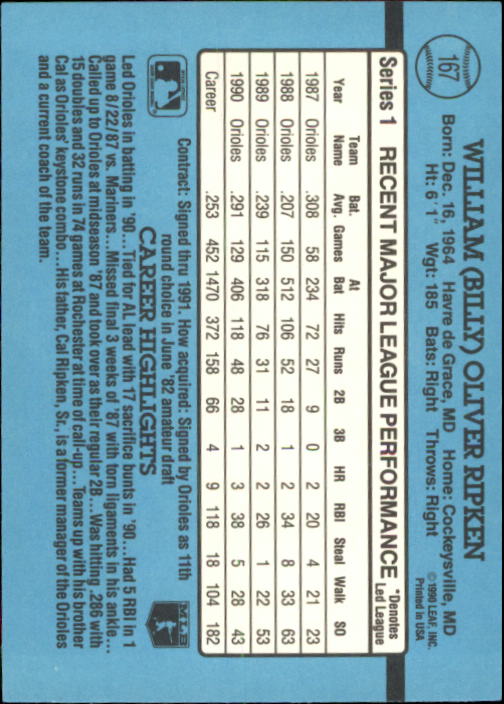 167
WILLIAM (BILLY) OLIVER RIPKEN
Born: Dec. 16, 1964 Havre de Grace, MD Home: Cockeysville, MD
Ht: 6'1" Wgt: 185 Bats: Right Throws: Right
©1990 LEAF, INC.
Printed in USA
Series 1 RECENT MAJOR LEAGUE PERFORMANCE *Denotes Led League
Year Team Name Bat. Avg. Games At Bat Hits Runs 2B 3B HR RBI Steal Walk SO
1987 Orioles .308 58 234 72 27 9 0 2 20 4 21 23
1988 Orioles .207 150 512 106 52 18 1 2 34 8 33 63
1989 Orioles .239 115 318 76 31 11 2 2 26 1 22 53
1990 Orioles .291 129 406 118 48 28 1 3 38 5 28 43
Career .253 452 1470 372 158 66 4 9 118 18 104 182
Contract: Signed thru 1991. How acquired: Signed by Orioles as 11th
round choice in June '82 amateur draft
CAREER HIGHLIGHTS
MLB
Led Orioles in batting in '90...Tied for AL lead with 17 sacrifice bunts in '90....Had 5 RBI in 1
game 8/22/87 vs. Mariners...Missed final 3 weeks of '87 with torn ligaments in his ankle...
Called up to Orioles at midseason '87 and took over as their regular 2B...Was hitting .286 with
15 doubles and 32 runs in 74 games at Rochester at time of call-up...Teams up with his brother
Cal as Orioles' keystone combo...His father, Cal Ripken, Sr., is a former manager of the Orioles
and a current coach of the team.